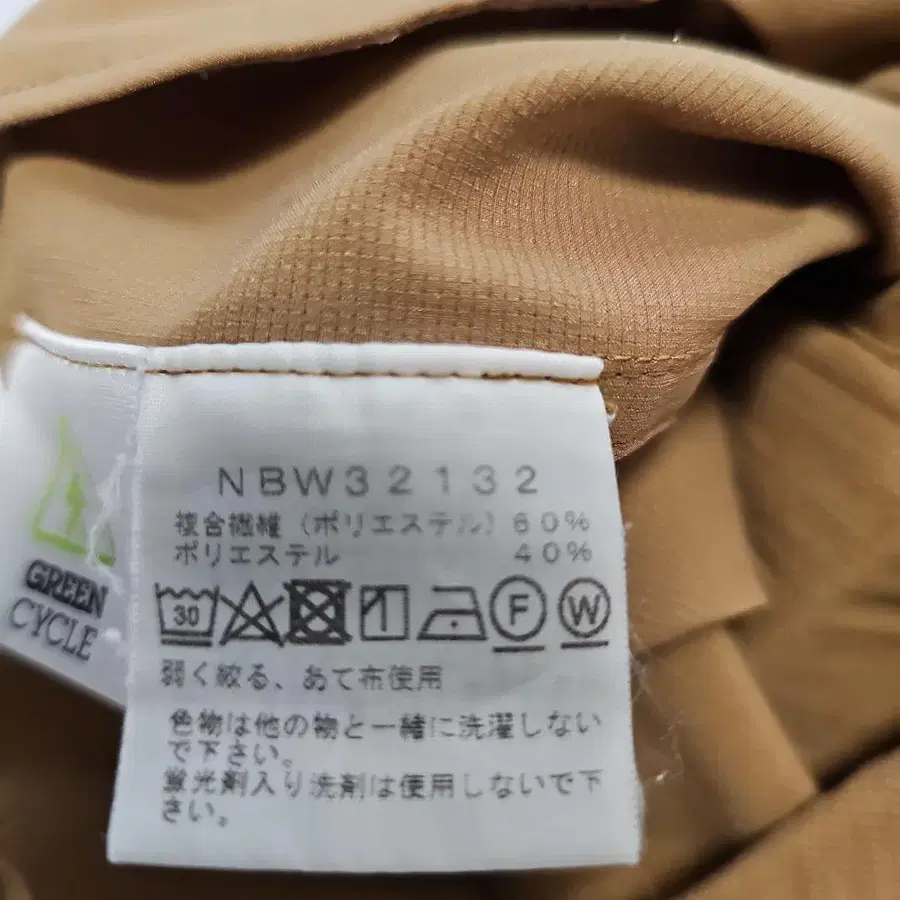 GREEN
CYCLE
NBW32132
複合繊維（ポリエステル）60%
ポリエステル 40%
30
F
W
弱く絞る、あて布使用
色物は他の物と一緒に洗濯しない
で下さい。
蛍光剤入り洗剤は使用しないで下
さい。